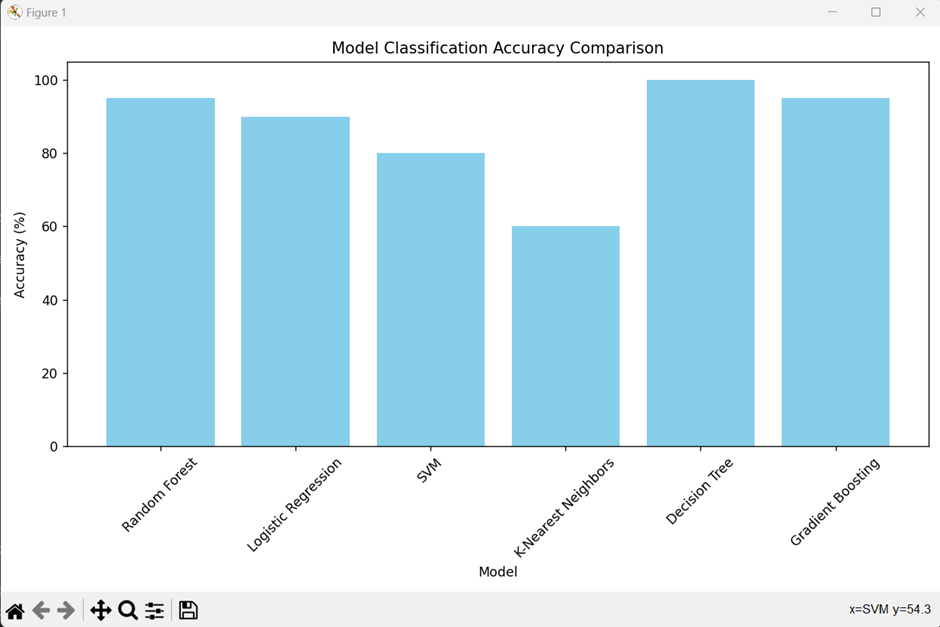 Figure 1
Model Classification Accuracy Comparison
Accuracy (%)
100
80
60
40
20
0
Random Forest
Logistic Regression
SVM
K-Nearest Neighbors
Decision Tree
Gradient Boosting
Model
x=SVM y=54.3